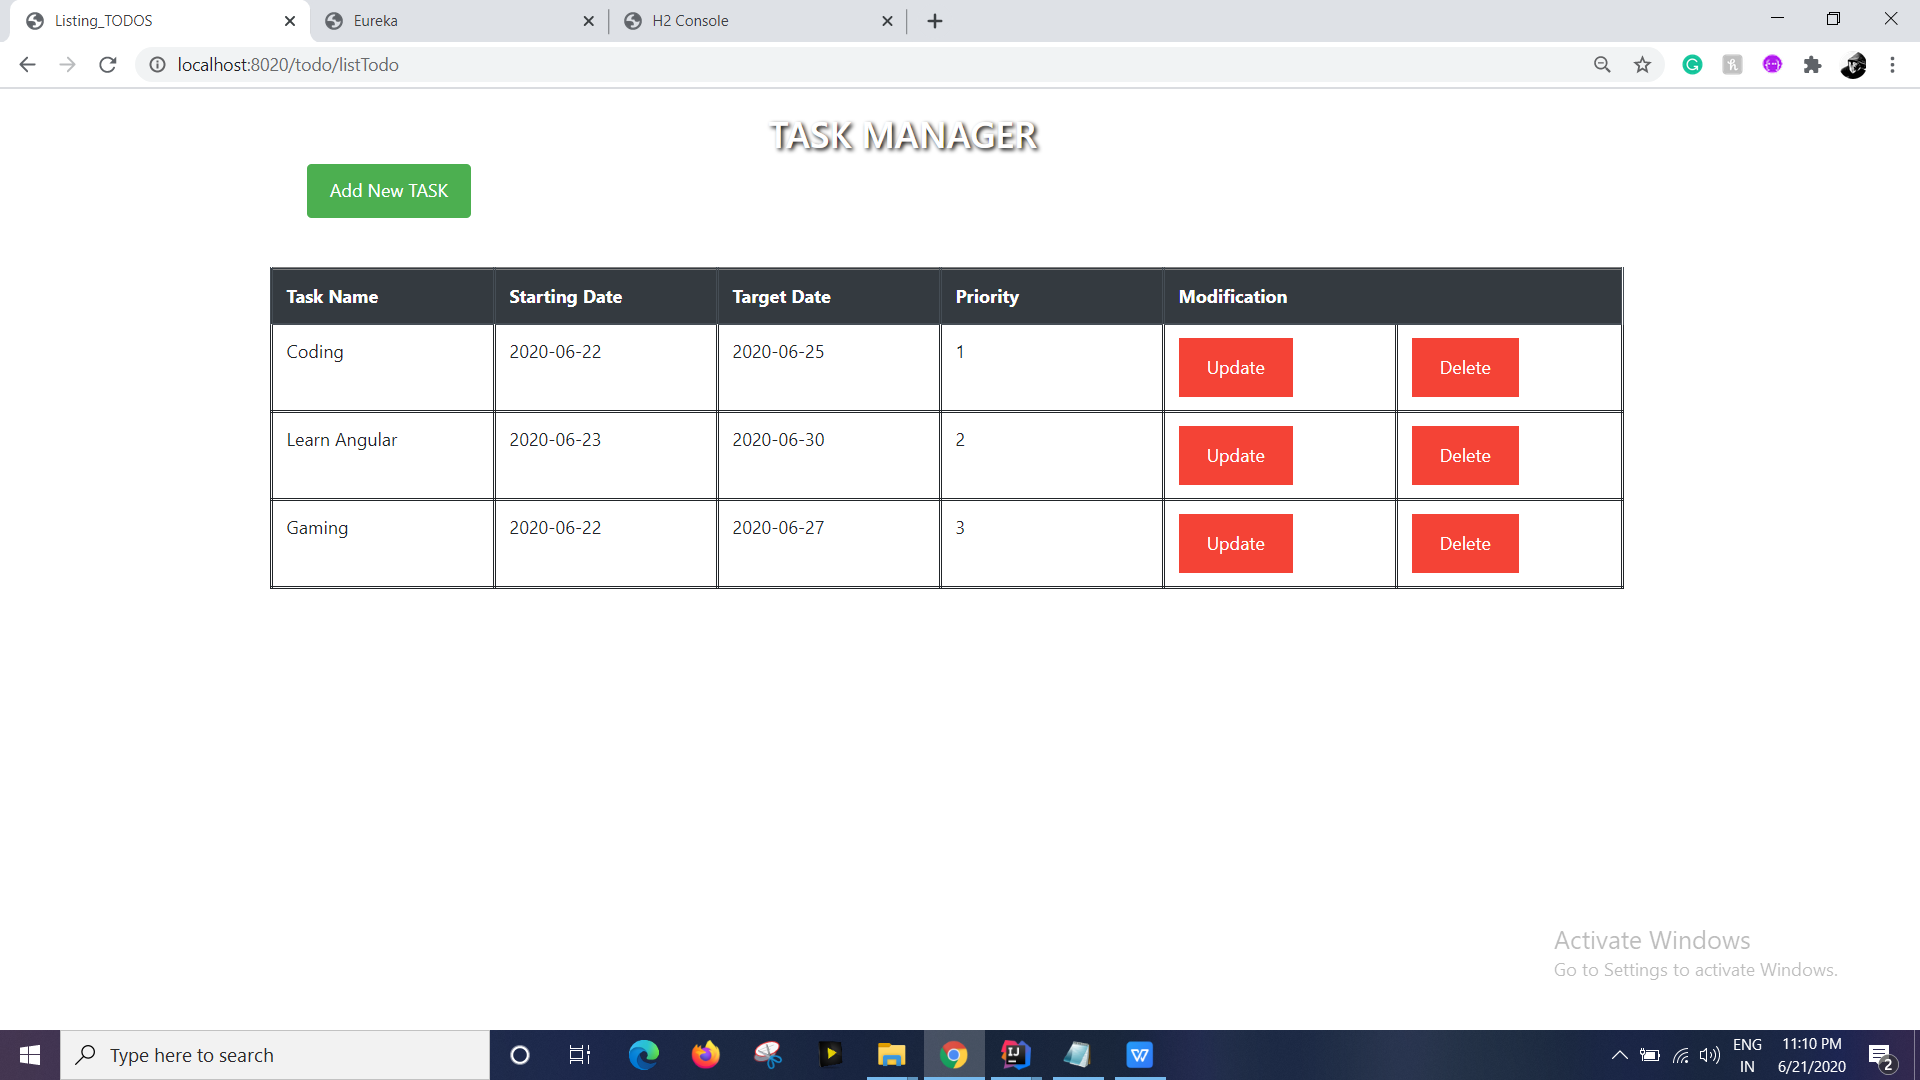 Listing_TODOS
Eureka
H2 Console
localhost:8020/todo/listTodo
TASK MANAGER
Add New TASK
Task Name Starting Date Target Date Priority Modification
Coding 2020-06-22 2020-06-25 1 Update Delete
Learn Angular 2020-06-23 2020-06-30 2 Update Delete
Gaming 2020-06-22 2020-06-27 3 Update Delete
Activate Windows
Go to Settings to activate Windows.
Type here to search
ENG
IN
11:10 PM
6/21/2020
2